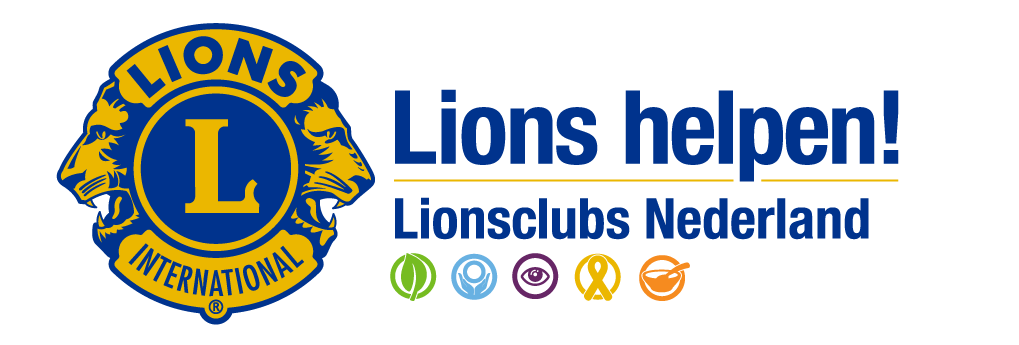 LIONS
L
INTERNATIONAL
®
Lions helpen!
Lionsclubs Nederland